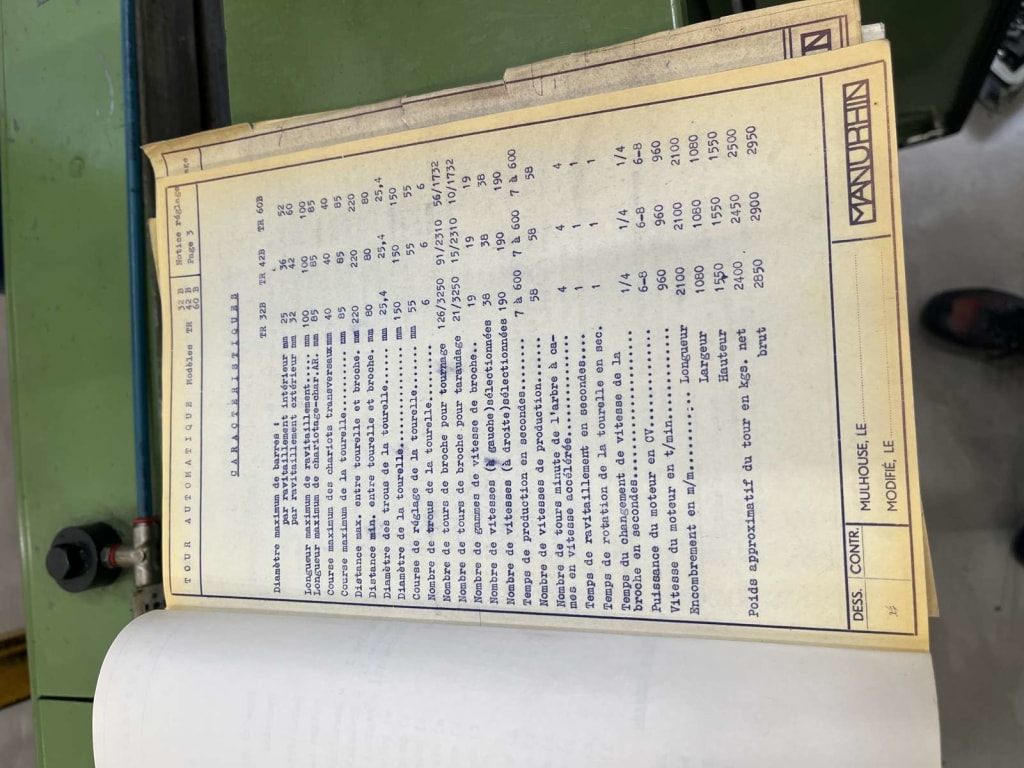 TOUR AUTOMATIQUE Modèles TR 32 B
42 B
60 B
Notice réglage
Page 3
CARACTÉRISTIQUES
TR 32B TR 42B TR 60B
Diamètre maximum de barres :
par ravitaillement intérieur mm 25 36 52
par ravitaillement extérieur mm 32 42 60
Longueur maximum de ravitaillement.... mm 100 100 100
Longueur maximum de chariotage-char.AR. mm 85 85 85
Course maximum des chariots transversaux mm 40 40 40
Course maximum de la tourelle......... mm 85 85 85
Distance max. entre tourelle et broche. mm 220 220 220
Distance min. entre tourelle et broche. mm 80 80 80
Diamètre des trous de la tourelle..... mm 25,4 25,4 25,4
Diamètre de la tourelle............... mm 150 150 150
Course de réglage de la tourelle...... mm 55 55 55
Nombre de trous de la tourelle........ 6 6 6
Nombre de tours de broche pour tournage 126/3250 91/2310 56/1732
Nombre de tours de broche pour taraudage 21/3250 15/2310 10/1732
Nombre de gammes de vitesse de broche.. 19 19 19
Nombre de vitesses (à gauche)sélectionnées 38 38 38
Nombre de vitesses (à droite)sélectionnées 190 190 190
Temps de production en secondes........ 7 à 600 7 à 600 7 à 600
Nombre de vitesses de production....... 58 58 58
Nombre de tours minute de l'arbre à ca-
mes en vitesse accélérée............... 4 4 4
Temps de ravitaillement en secondes.... 1 1 1
Temps de rotation de la tourelle en sec. 1 1 1
Temps du changement de vitesse de la
broche en secondes..................... 1/4 1/4 1/4
Puissance du moteur en CV.............. 6-8 6-8 6-8
Vitesse du moteur en t/min............. 960 960 960
Encombrement en m/m......... Longueur 2100 2100 2100
Largeur 1080 1080 1080
Hauteur 1550 1550 1550
Poids approximatif du tour en kgs. net 2400 2450 2500
brut 2850 2900 2950
DESS. CONTR.
MULHOUSE, LE
MODIFIÉ, LE
MANURHIN